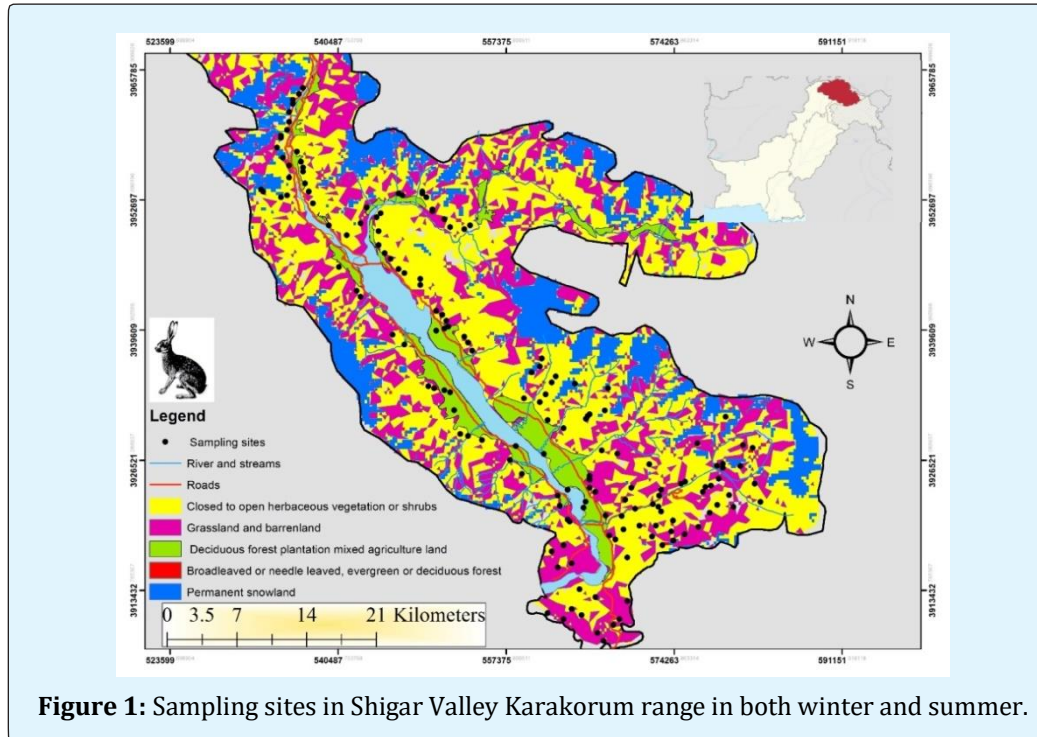 523599 540487 557375 574263 591151
3965785
3952697
3939609
3926521
3913432
N
W E
S
Legend
Sampling sites
River and streams
Roads
Closed to open herbaceous vegetation or shrubs
Grassland and barrenland
Deciduous forest plantation mixed agriculture land
Broadleaved or needle leaved, evergreen or deciduous forest
Permanent snowland
0 3.5 7 14 21 Kilometers
3965785
3952697
3939609
3926521
3913432
523599 540487 557375 574263 591151
Figure 1: Sampling sites in Shigar Valley Karakorum range in both winter and summer.